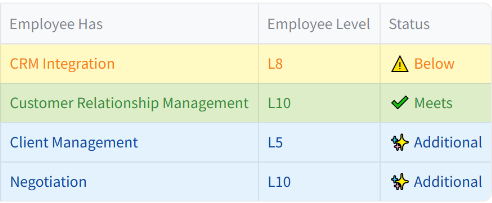 Employee Has Employee Level Status
CRM Integration L8 Below
Customer Relationship Management L10 Meets
Client Management L5 Additional
Negotiation L10 Additional